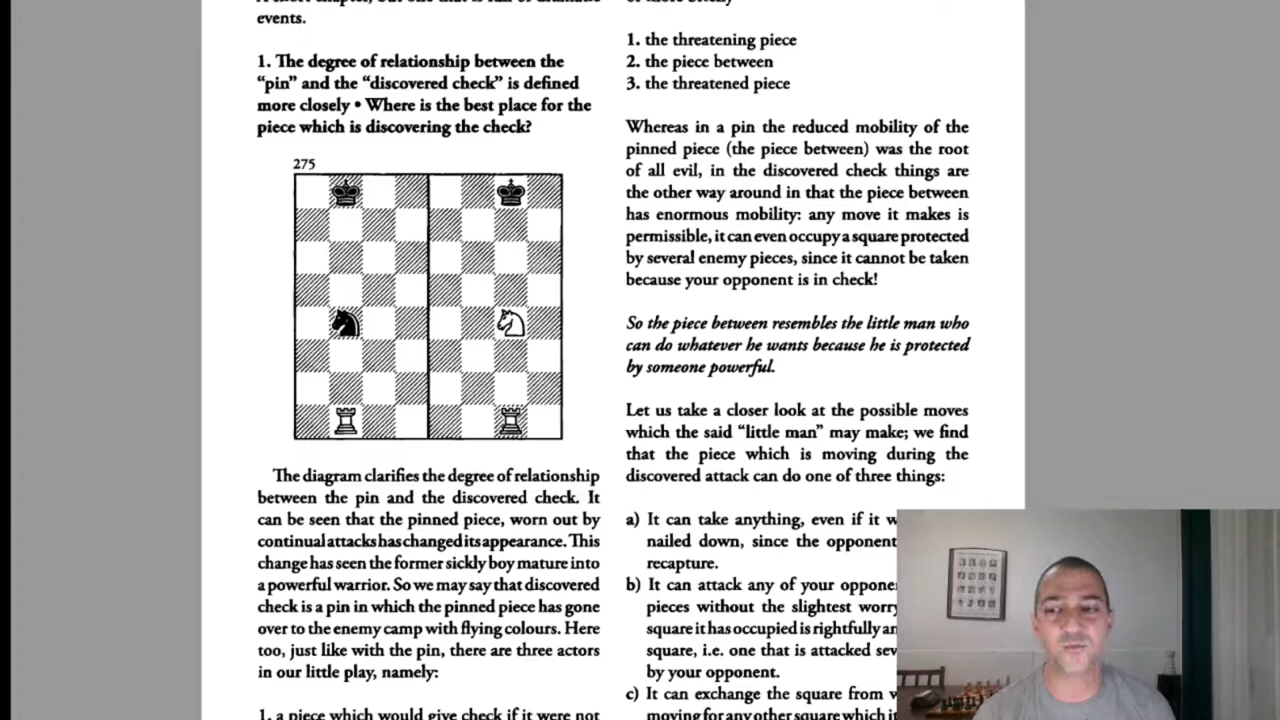 events.
1. The degree of relationship between the
“pin” and the “discovered check” is defined
more closely • Where is the best place for the
piece which is discovering the check?
275
The diagram clarifies the degree of relationship
between the pin and the discovered check. It
can be seen that the pinned piece, worn out by
continual attacks has changed its appearance. This
change has seen the former sickly boy mature into
a powerful warrior. So we may say that discovered
check is a pin in which the pinned piece has gone
over to the enemy camp with flying colours. Here
too, just like with the pin, there are three actors
in our little play, namely:
1. a piece which would give check if it were not
1. the threatening piece
2. the piece between
3. the threatened piece
Whereas in a pin the reduced mobility of the
pinned piece (the piece between) was the root
of all evil, in the discovered check things are
the other way around in that the piece between
has enormous mobility: any move it makes is
permissible, it can even occupy a square protected
by several enemy pieces, since it cannot be taken
because your opponent is in check!
So the piece between resembles the little man who
can do whatever he wants because he is protected
by someone powerful.
Let us take a closer look at the possible moves
which the said “little man” may make; we find
that the piece which is moving during the
discovered attack can do one of three things:
a) It can take anything, even if it w
nailed down, since the opponent
recapture.
b) It can attack any of your oppone
pieces without the slightest worry
square it has occupied is rightfully an
square, i.e. one that is attacked sev
by your opponent.
c) It can exchange the square from w
moving for any other square which i